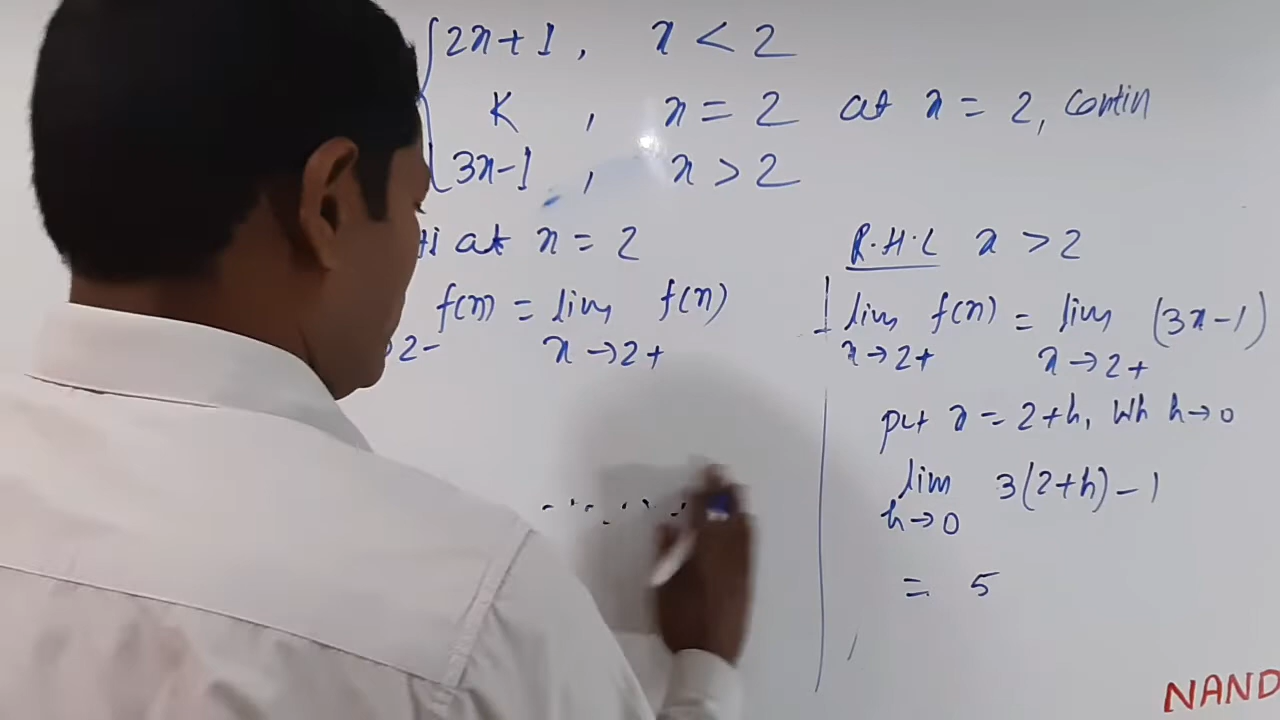 2x+1, x < 2
K, x = 2 at x = 2, contin
3x-1, x > 2
at x = 2
f(x) = lim f(x)
2- x→2+
R.H.L x > 2
lim f(x) = lim (3x-1)
x→2+ x→2+
put x = 2+h, Wh h→0
lim 3(2+h)-1
h→0
= 5
NAND